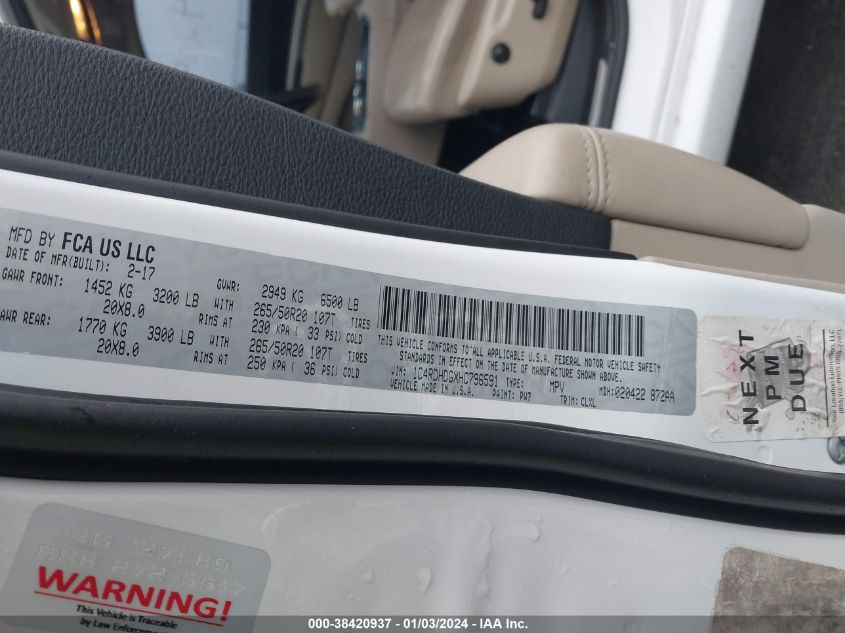 MFD BY FCA US LLC
DATE OF MFR(BUILT): 2-17
GVWR: 2949 KG 6500 LB
GAWR FRONT: 1452 KG 3200 LB WITH 265/50R20 107T TIRES
20X8.0 RIMS AT 230 KPA ( 33 PSI) COLD
GAWR REAR: 1770 KG 3900 LB WITH 265/50R20 107T TIRES
20X8.0 RIMS AT 250 KPA ( 36 PSI) COLD
THIS VEHICLE CONFORMS TO ALL APPLICABLE U.S.A. FEDERAL MOTOR VEHICLE SAFETY
STANDARDS IN EFFECT ON THE DATE OF MANUFACTURE SHOWN ABOVE.
VIN: 1C4RDHDGXHC796591 TYPE: MPV
MADE IN U.S.A. PAINT: PW7 MDH:020422 872AA
TRIM: CLXL
NEXT
PM
DUE
WARNING!
This Vehicle is Traceable
by Law Enforcement
000-38420937 - 01/03/2024 - IAA Inc.